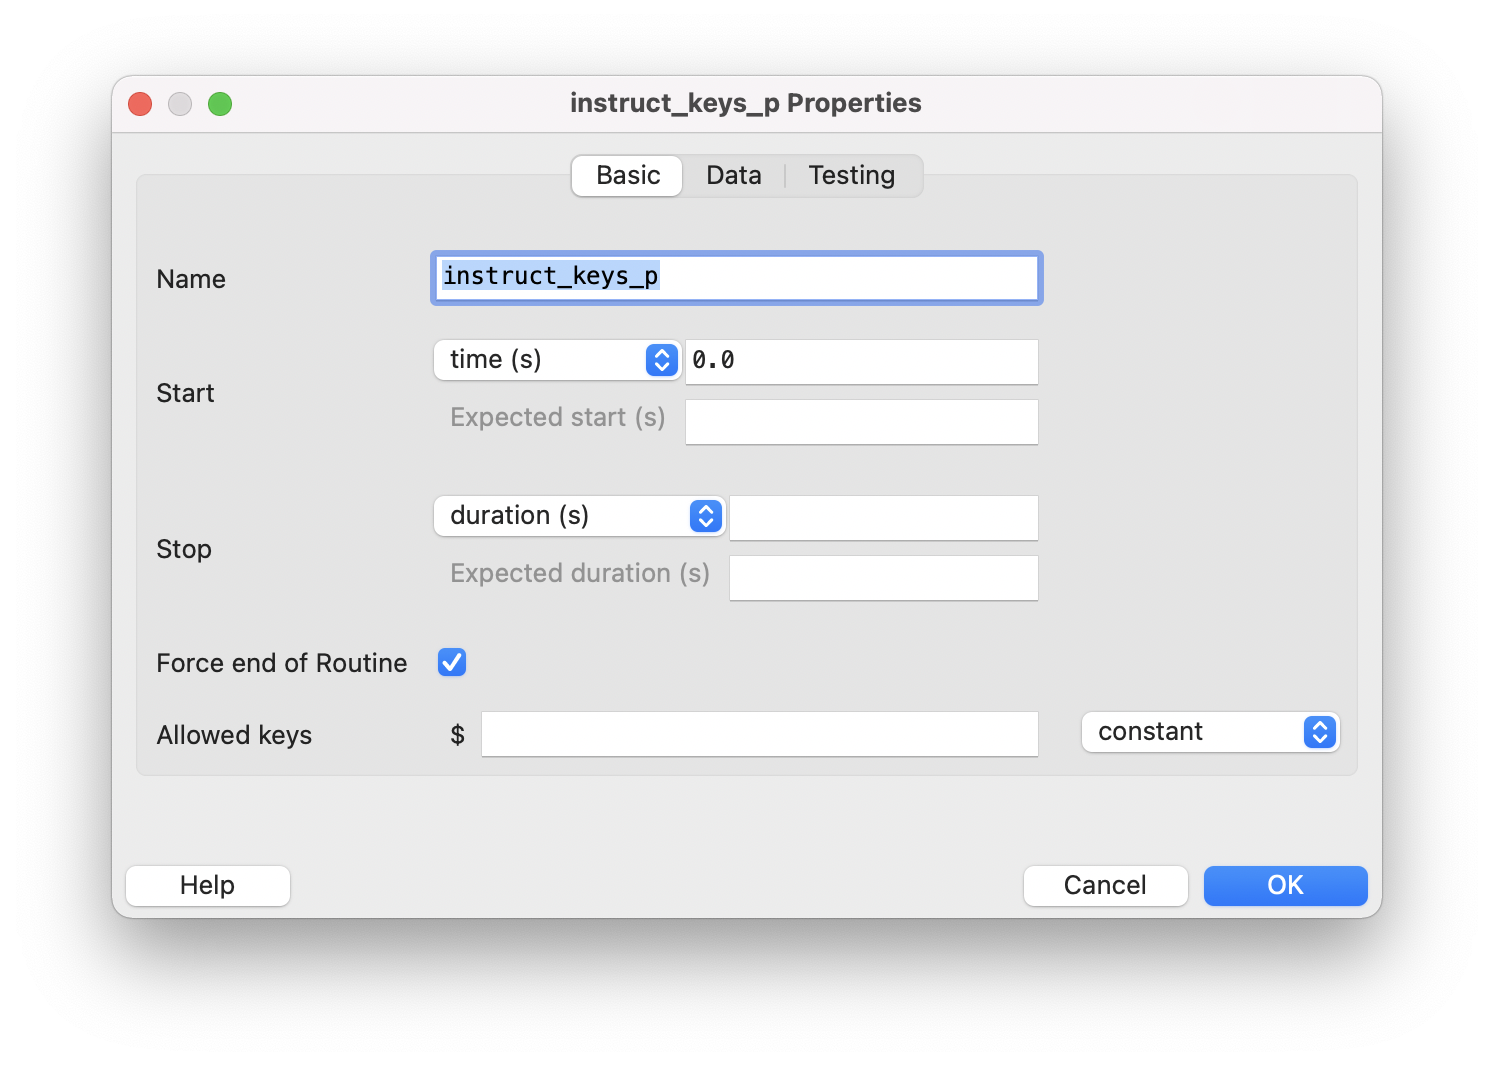 instruct_keys_p Properties
Basic Data Testing
Name instruct_keys_p
Start time (s) 0.0
Expected start (s)
Stop duration (s)
Expected duration (s)
Force end of Routine
Allowed keys $ constant
Help Cancel OK